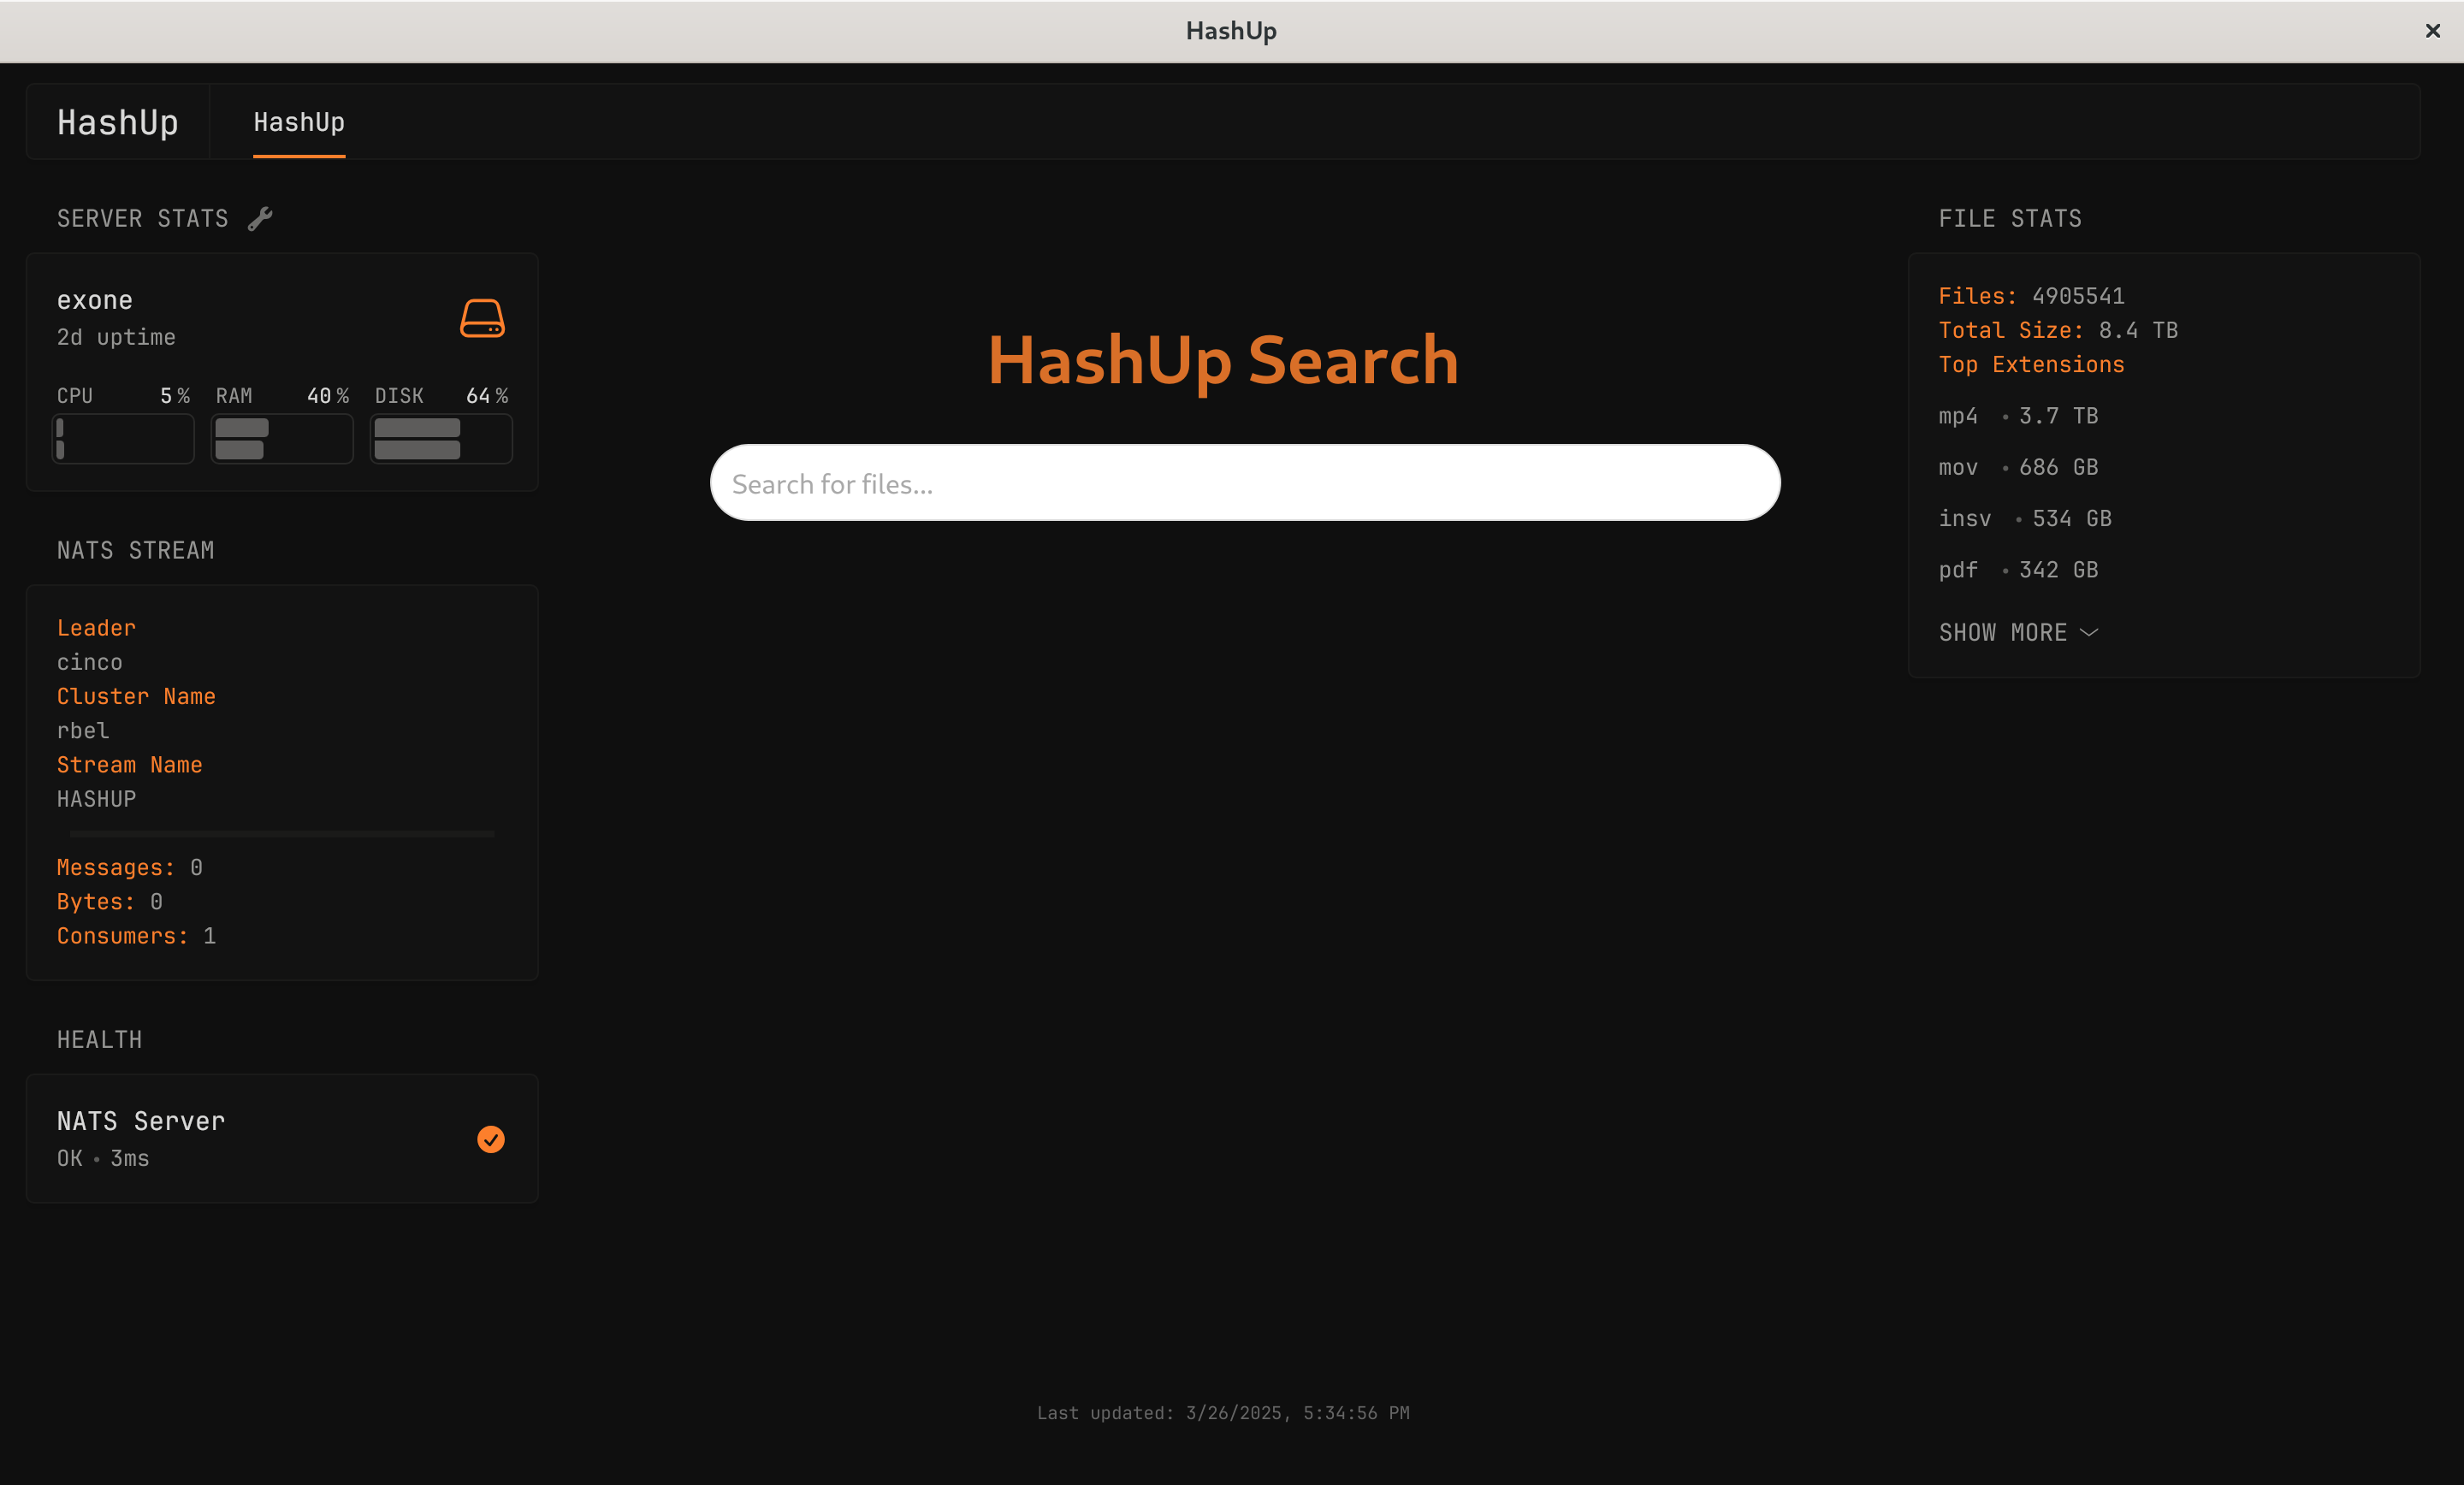 HashUp
HashUp
HashUp
SERVER STATS
exone
2d uptime
CPU 5%
RAM 40%
DISK 64%
NATS STREAM
Leader
cinco
Cluster Name
rbel
Stream Name
HASHUP
Messages: 0
Bytes: 0
Consumers: 1
HEALTH
NATS Server
OK • 3ms
HashUp Search
Search for files...
FILE STATS
Files: 4905541
Total Size: 8.4 TB
Top Extensions
mp4 • 3.7 TB
mov • 686 GB
insv • 534 GB
pdf • 342 GB
SHOW MORE
Last updated: 3/26/2025, 5:34:56 PM